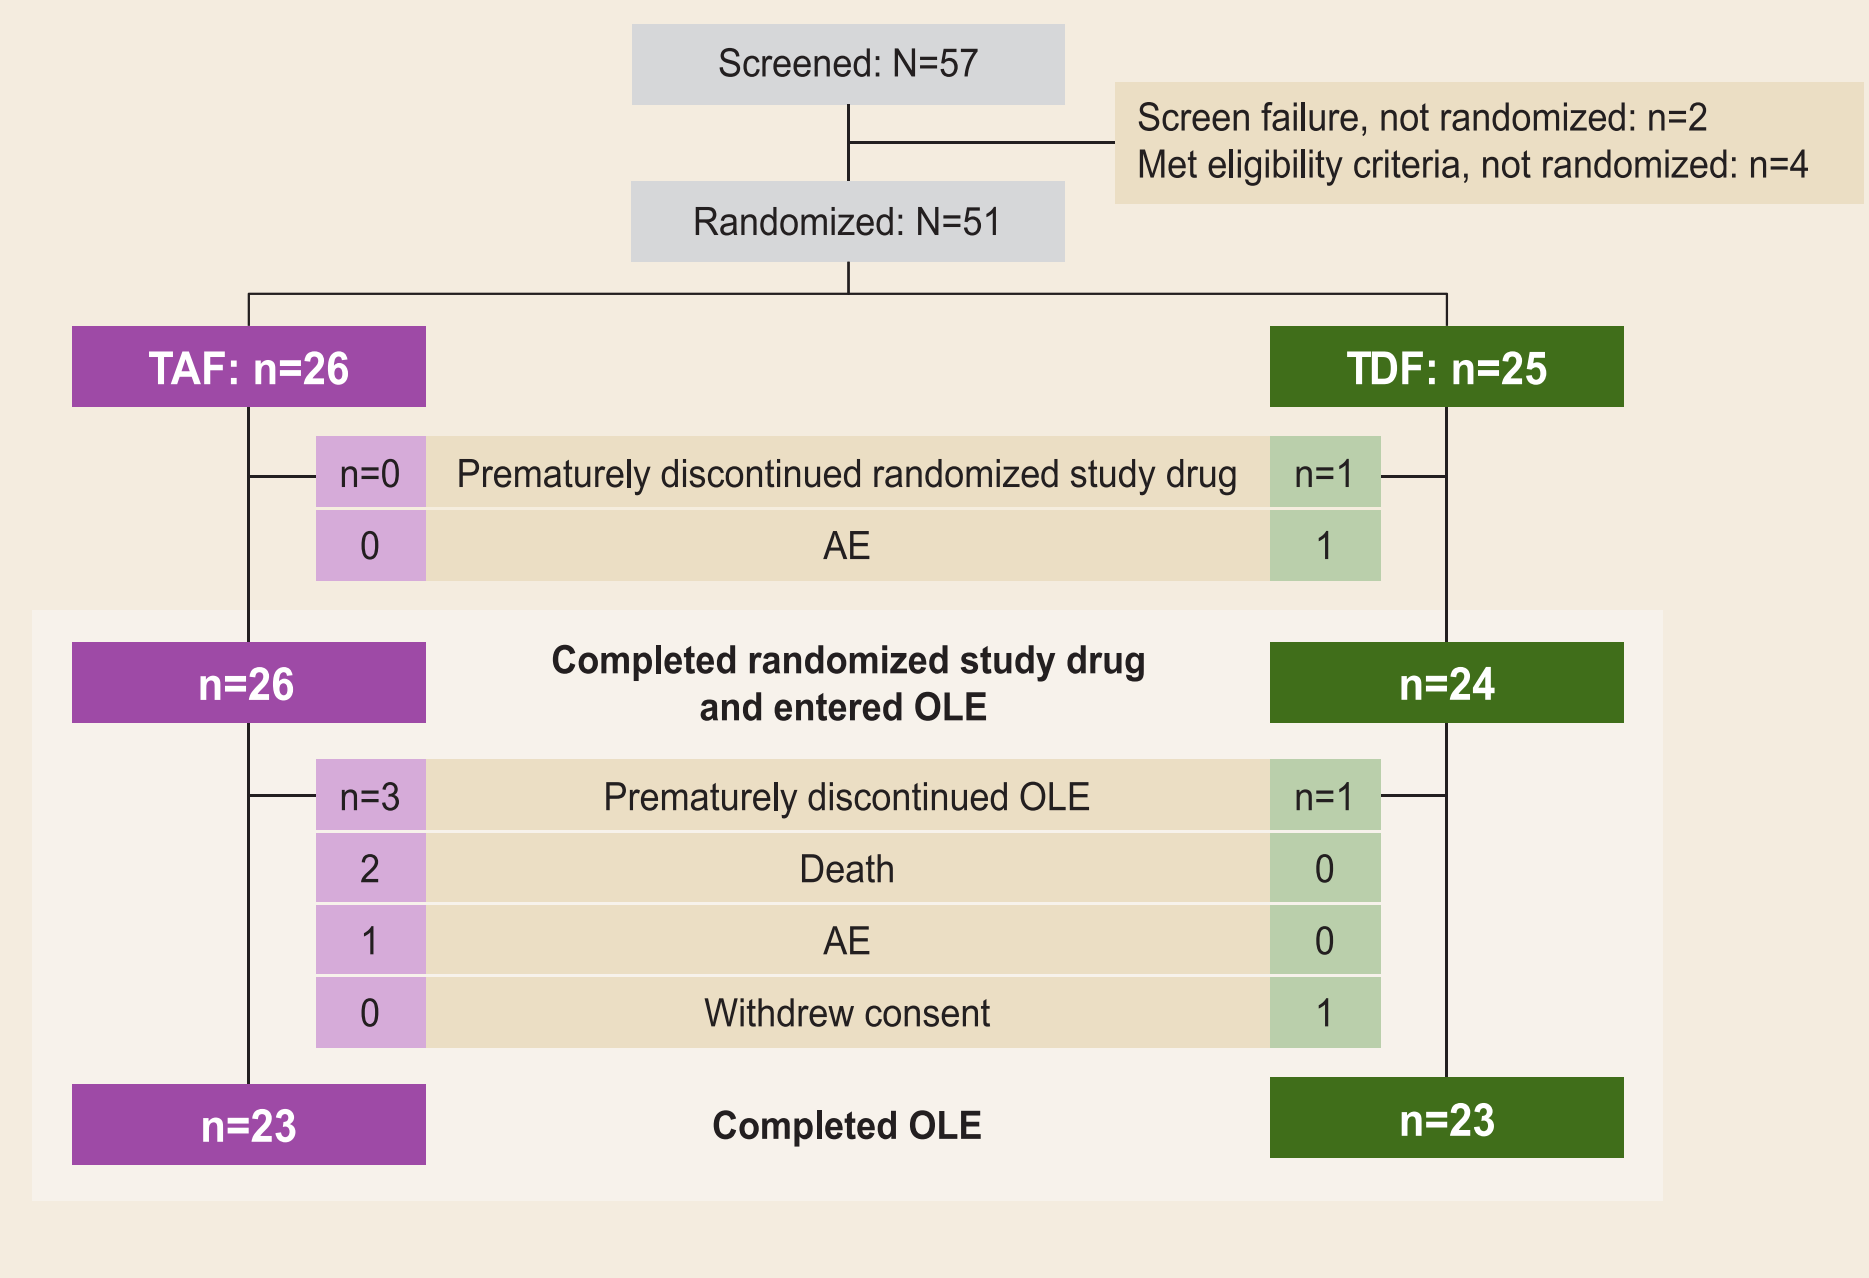 Screened: N=57
Screen failure, not randomized: n=2
Met eligibility criteria, not randomized: n=4
Randomized: N=51
TAF: n=26
TDF: n=25
n=0 Prematurely discontinued randomized study drug n=1
0 AE 1
n=26
Completed randomized study drug
and entered OLE
n=24
n=3 Prematurely discontinued OLE n=1
2 Death 0
1 AE 0
0 Withdrew consent 1
n=23 Completed OLE n=23